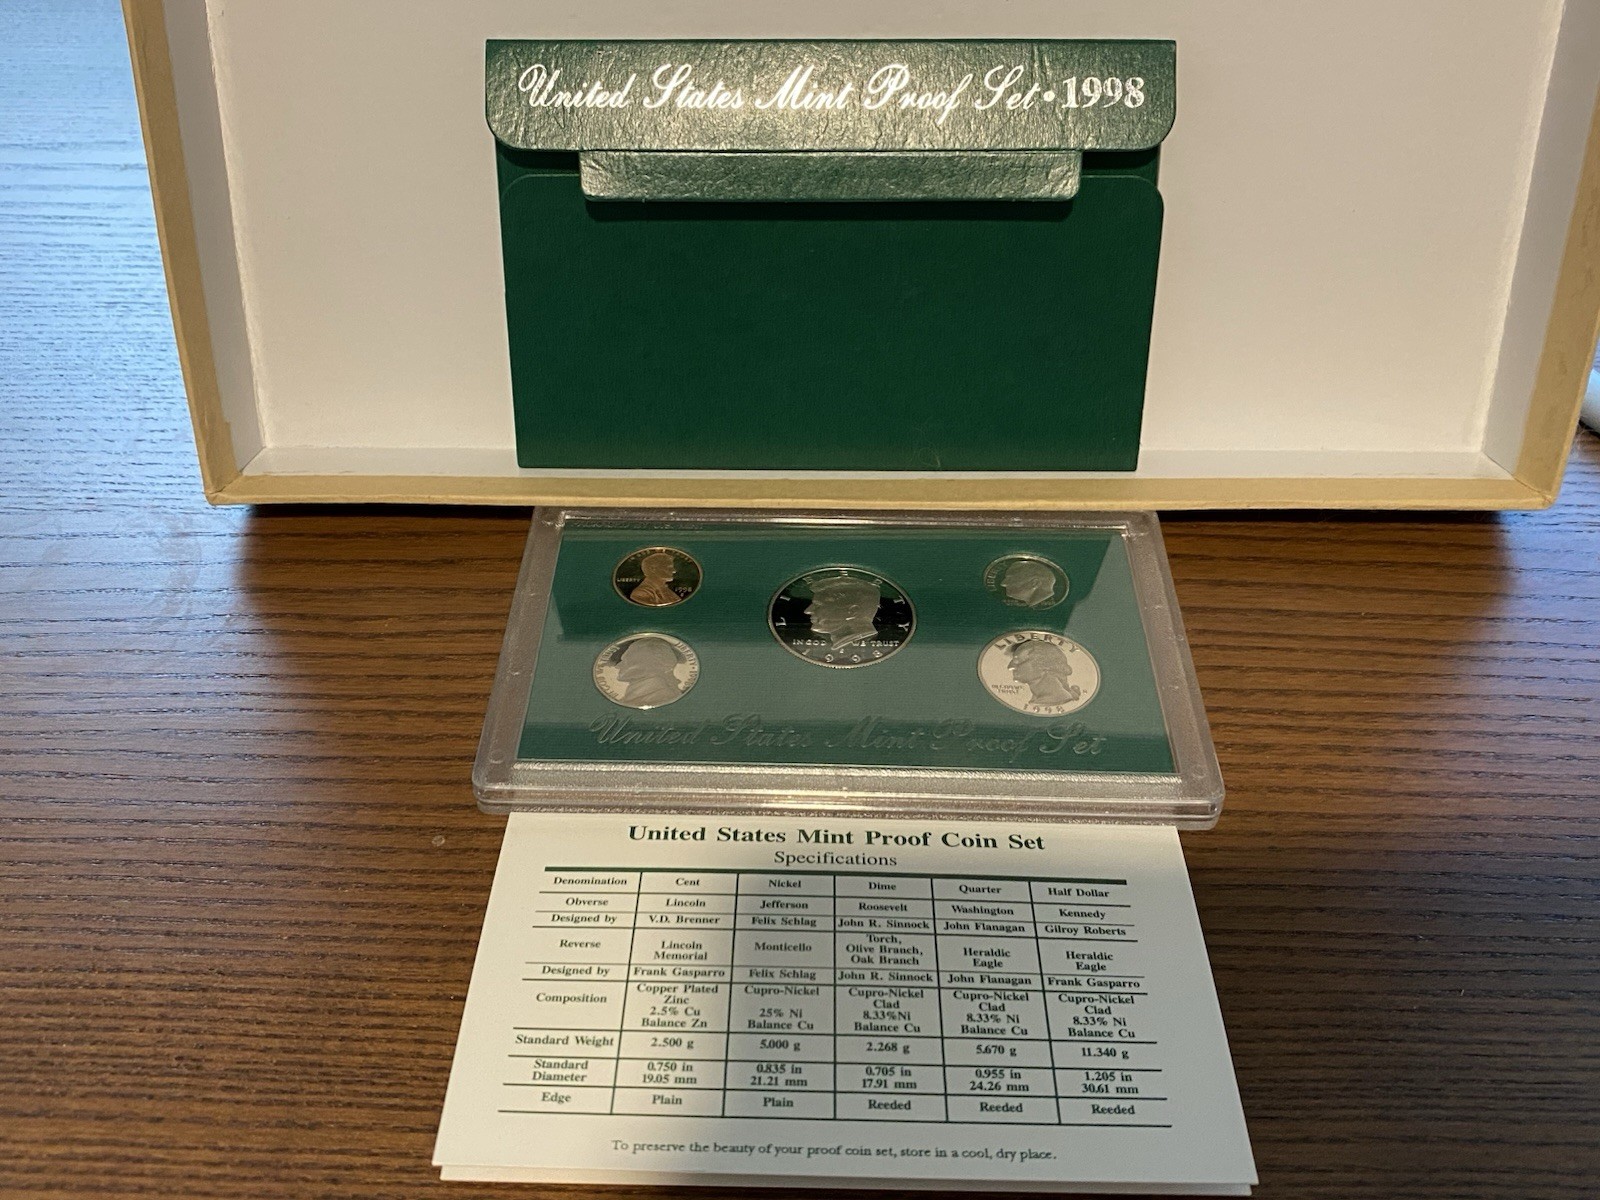 United States Mint Proof Set • 1998
LIBERTY
1998
LIBERTY
IN GOD WE TRUST
1998
LIBERTY
LIBERTY
IN GOD WE TRUST
1998
United States Mint Proof Set
United States Mint Proof Coin Set
Specifications
Denomination Cent Nickel Dime Quarter Half Dollar
Obverse Lincoln Jefferson Roosevelt Washington Kennedy
Designed by V.D. Brenner Felix Schlag John R. Sinnock John Flanagan Gilroy Roberts
Reverse Lincoln Memorial Monticello Torch, Olive Branch, Oak Branch Heraldic Eagle Heraldic Eagle
Designed by Frank Gasparro Felix Schlag John R. Sinnock John Flanagan Frank Gasparro
Composition Copper Plated Zinc 2.5% Cu Balance Zn Cupro-Nickel 25% Ni Balance Cu Cupro-Nickel Clad 8.33%Ni Balance Cu Cupro-Nickel Clad 8.33% Ni Balance Cu Cupro-Nickel Clad 8.33% Ni Balance Cu
Standard Weight 2.500 g 5.000 g 2.268 g 5.670 g 11.340 g
Standard Diameter 0.750 in 19.05 mm 0.835 in 21.21 mm 0.705 in 17.91 mm 0.955 in 24.26 mm 1.205 in 30.61 mm
Edge Plain Plain Reeded Reeded Reeded
To preserve the beauty of your proof coin set, store in a cool, dry place.